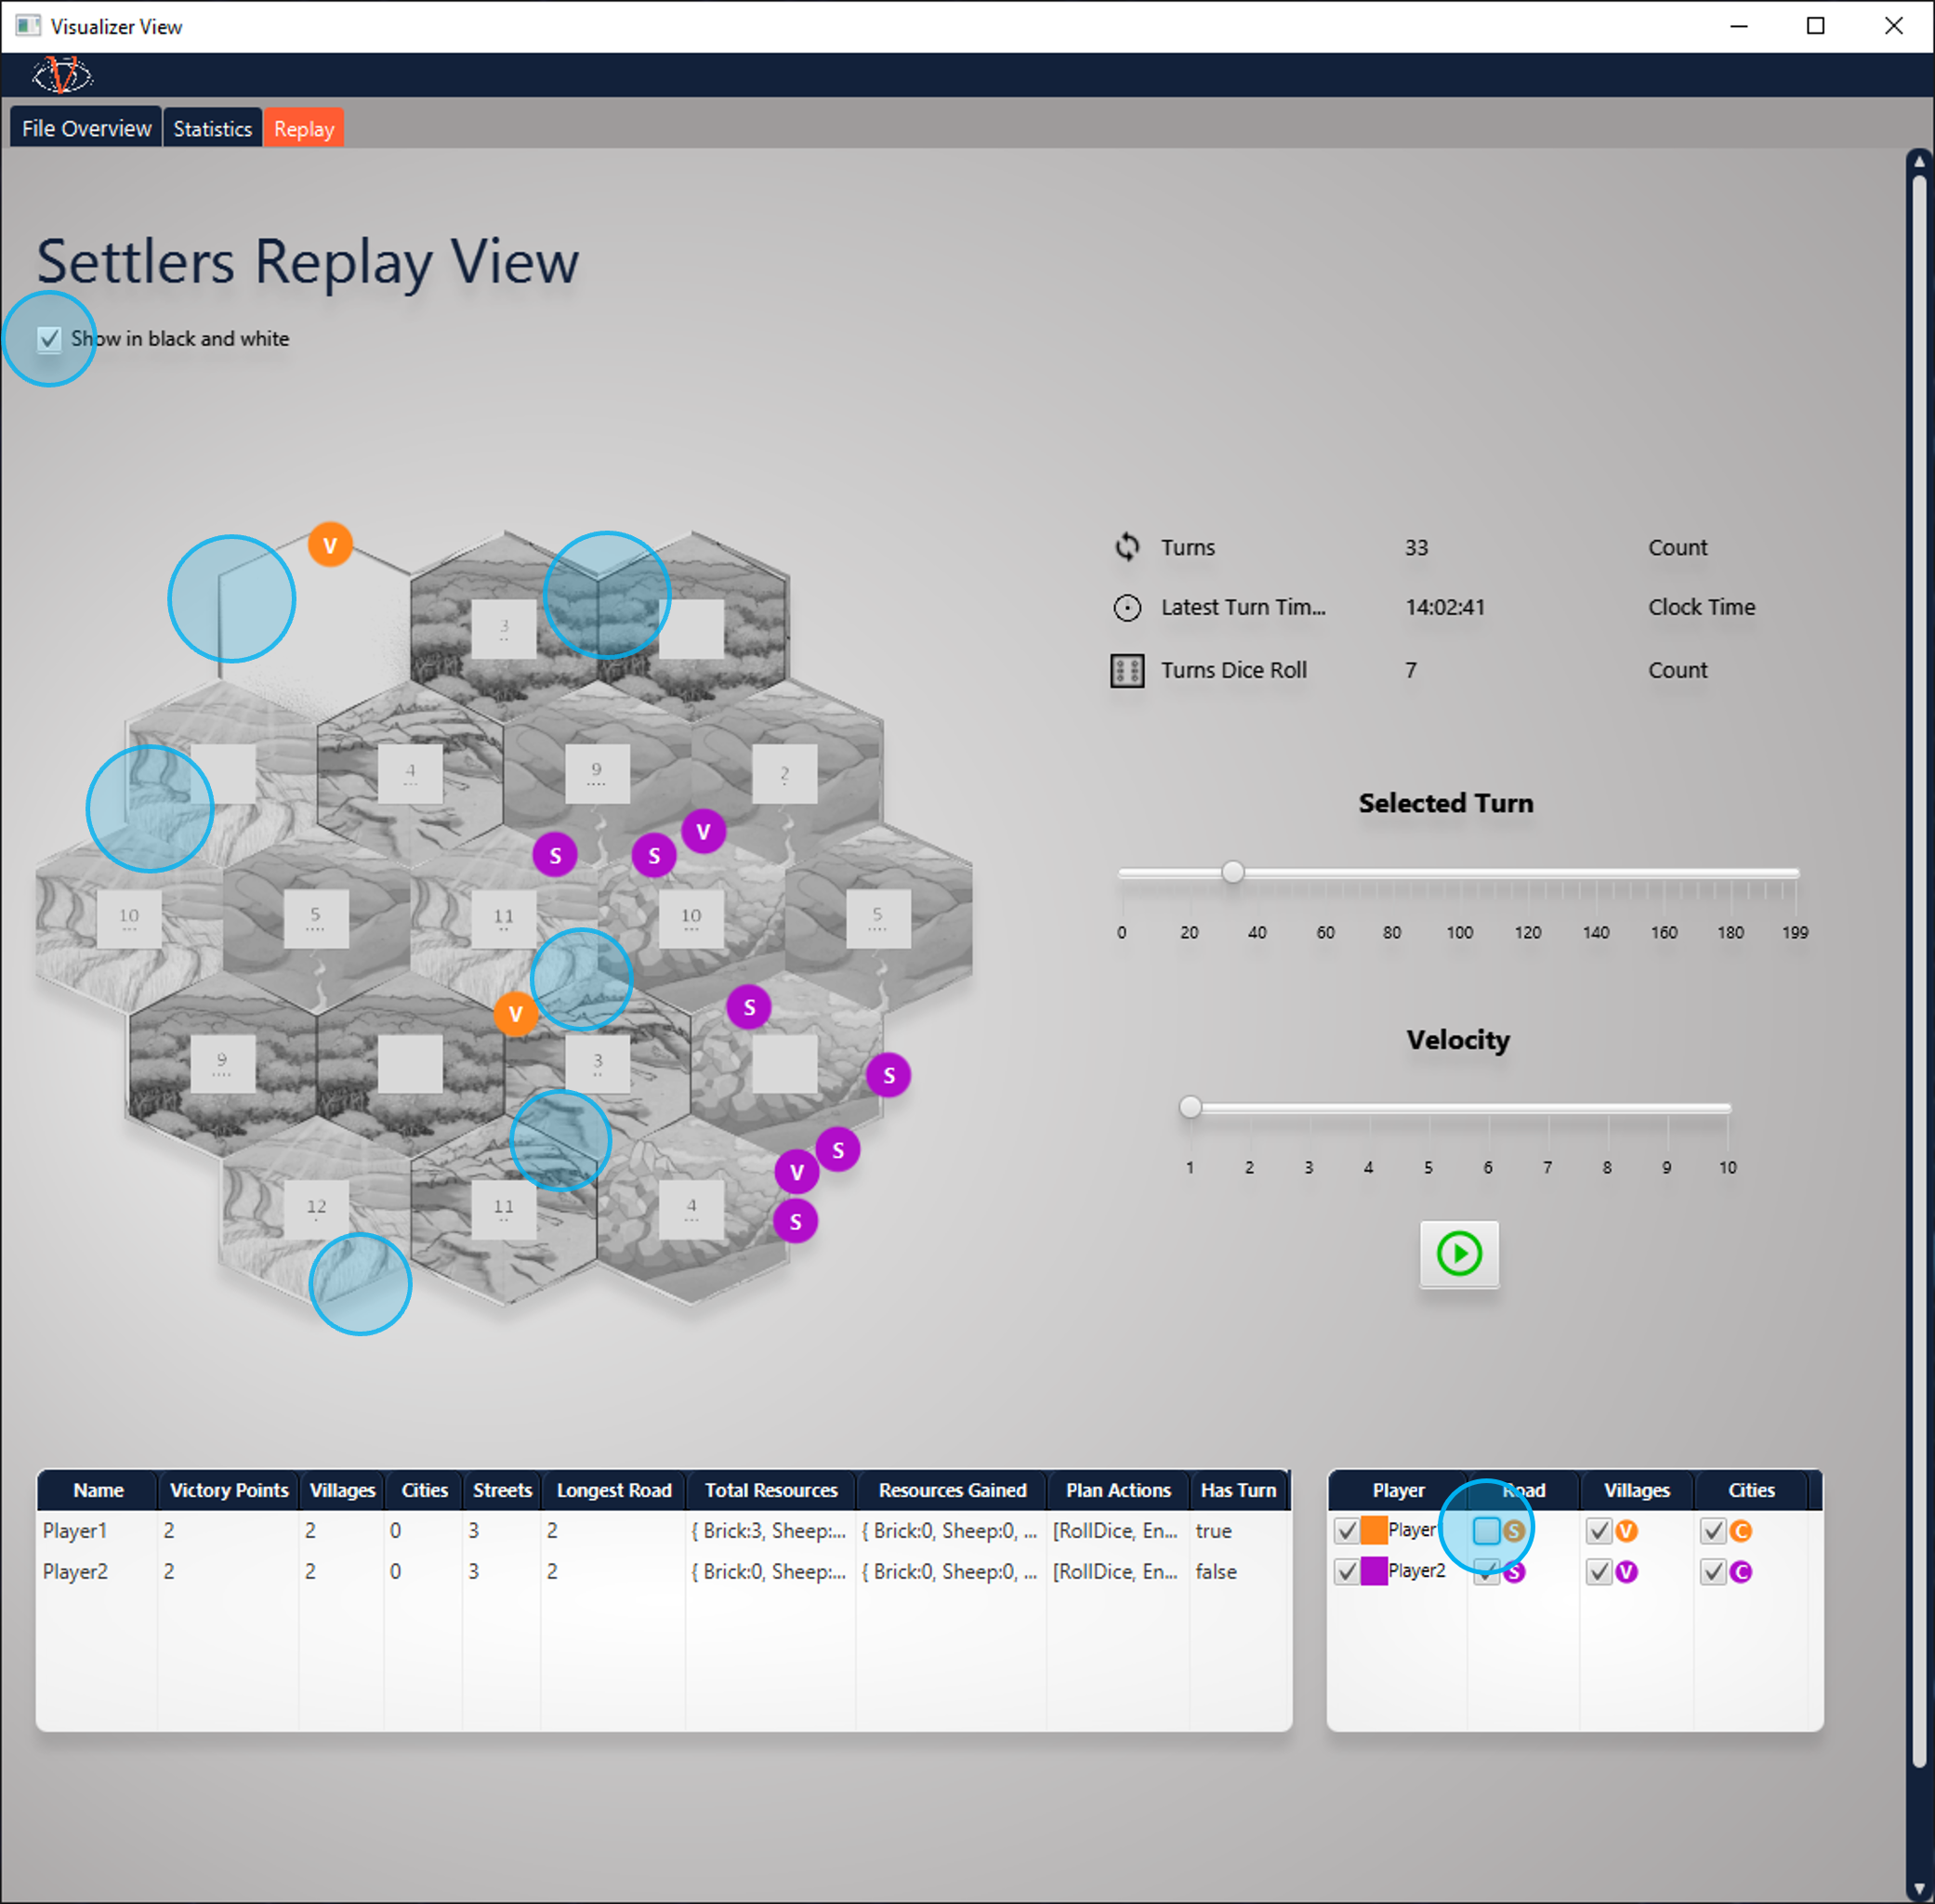 Visualizer View
V
File Overview Statistics Replay
Settlers Replay View
Show in black and white
V
3
4 9 2
S S V
10 5 11 10 5
V S
9 3
S
S
V
12 11 4
S
Turns 33 Count
Latest Turn Tim... 14:02:41 Clock Time
Turns Dice Roll 7 Count
Selected Turn
0 20 40 60 80 100 120 140 160 180 199
Velocity
1 2 3 4 5 6 7 8 9 10
Name Victory Points Villages Cities Streets Longest Road Total Resources Resources Gained Plan Actions Has Turn
Player1 2 2 0 3 2 { Brick:3, Sheep:... { Brick:0, Sheep:0, ... [RollDice, En... true
Player2 2 2 0 3 2 { Brick:0, Sheep:... { Brick:0, Sheep:0, ... [RollDice, En... false
Player Road Villages Cities
Player S V C
Player2 S V C